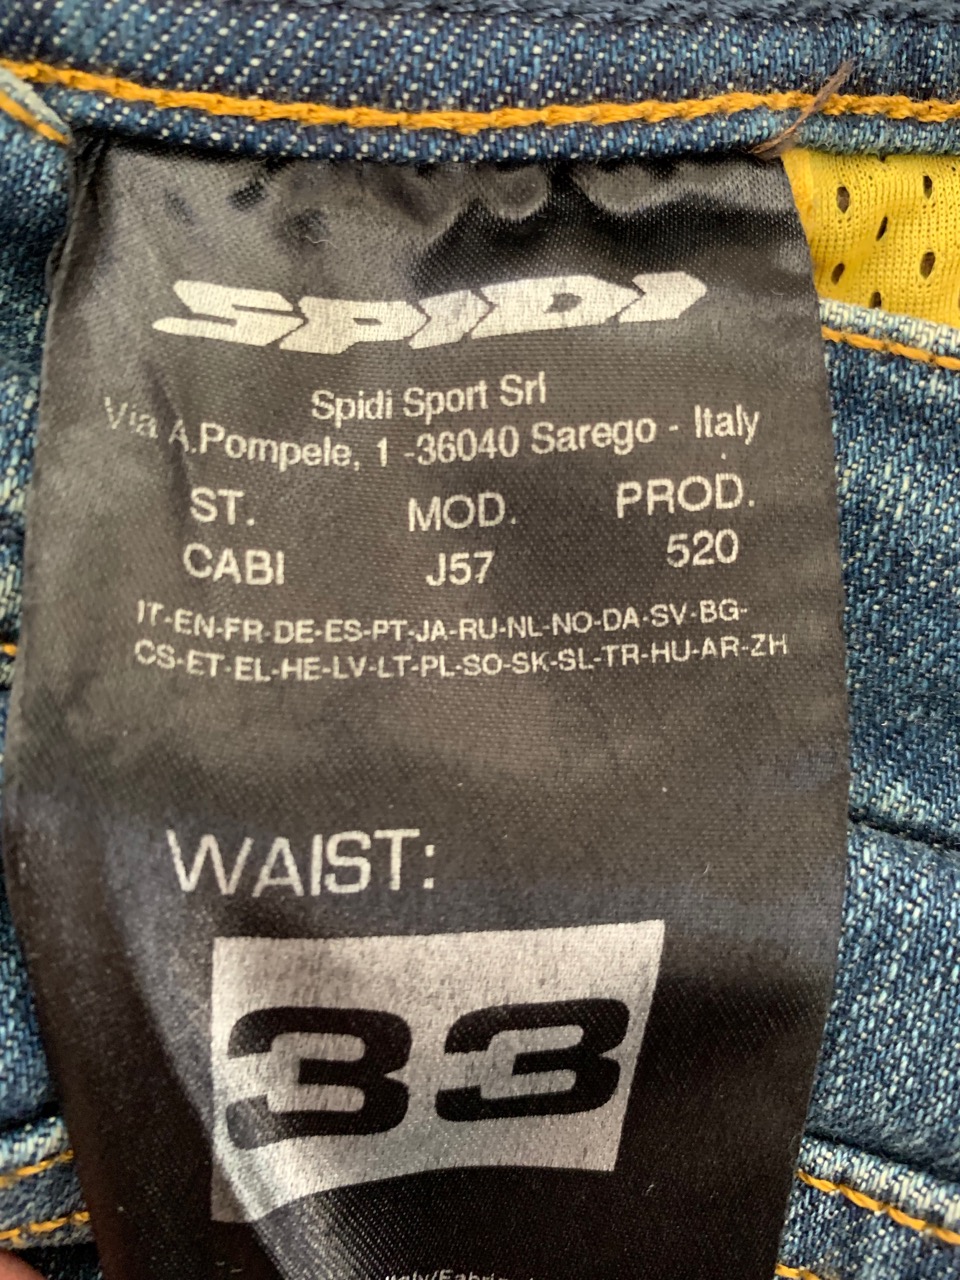 SPIDI
Spidi Sport Srl
Via A.Pompele, 1 -36040 Sarego - Italy
ST. MOD. PROD.
CABI J57 520
IT-EN-FR-DE-ES-PT-JA-RU-NL-NO-DA-SV-BG-
CS-ET-EL-HE-LV-LT-PL-SO-SK-SL-TR-HU-AR-ZH
WAIST:
33